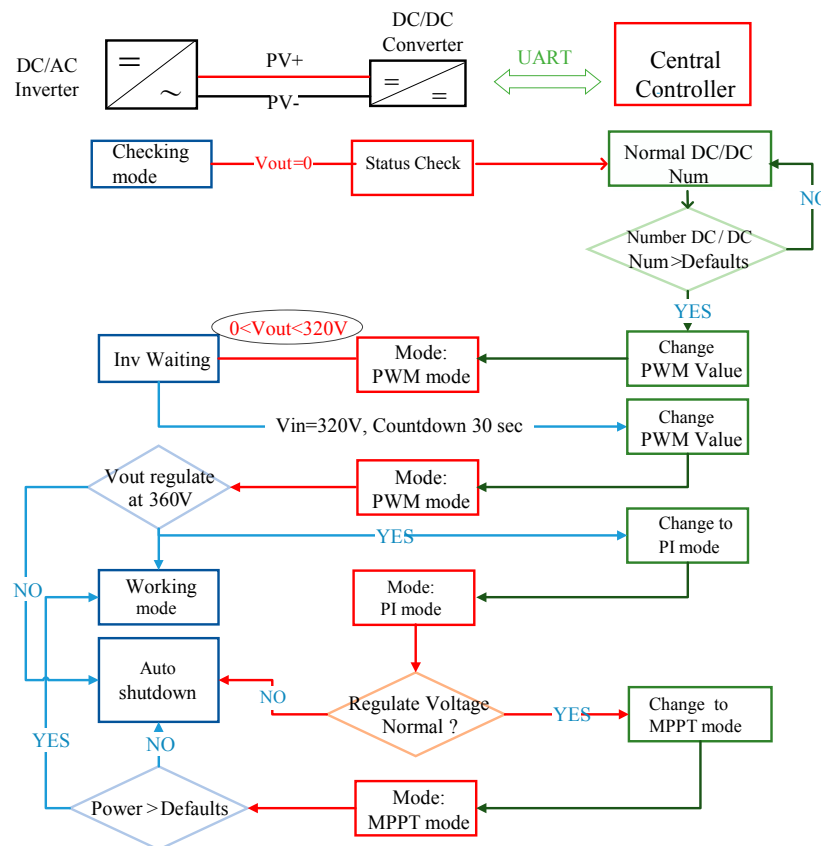 DC/AC
Inverter
PV+
PV-
DC/DC
Converter
UART
Central
Controller
Checking
mode
Vout=0
Status Check
Normal DC/DC
Num
NO
Number DC/DC
Num>Defaults
YES
0<Vout<320V
Inv Waiting
Mode:
PWM mode
Change
PWM Value
Vin=320V, Countdown 30 sec
Change
PWM Value
Vout regulate
at 360V
Mode:
PWM mode
YES
Change to
PI mode
NO
Working
mode
Mode:
PI mode
Auto
shutdown
NO
Regulate Voltage
Normal ?
YES
Change to
MPPT mode
YES
NO
Power>Defaults
Mode:
MPPT mode